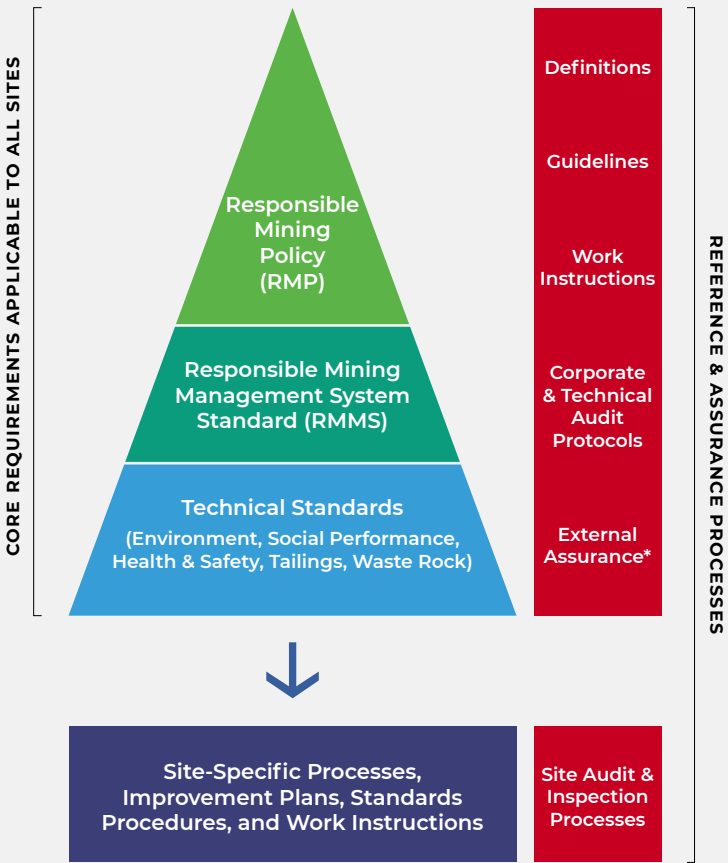 CORE REQUIREMENTS APPLICABLE TO ALL SITES
Responsible
Mining
Policy
(RMP)
Responsible Mining
Management System
Standard (RMMS)
Technical Standards
(Environment, Social Performance,
Health & Safety, Tailings, Waste Rock)
Definitions
Guidelines
Work
Instructions
Corporate
& Technical
Audit
Protocols
External
Assurance*
REFERENCE & ASSURANCE PROCESSES
Site-Specific Processes,
Improvement Plans, Standards
Procedures, and Work Instructions
Site Audit &
Inspection
Processes